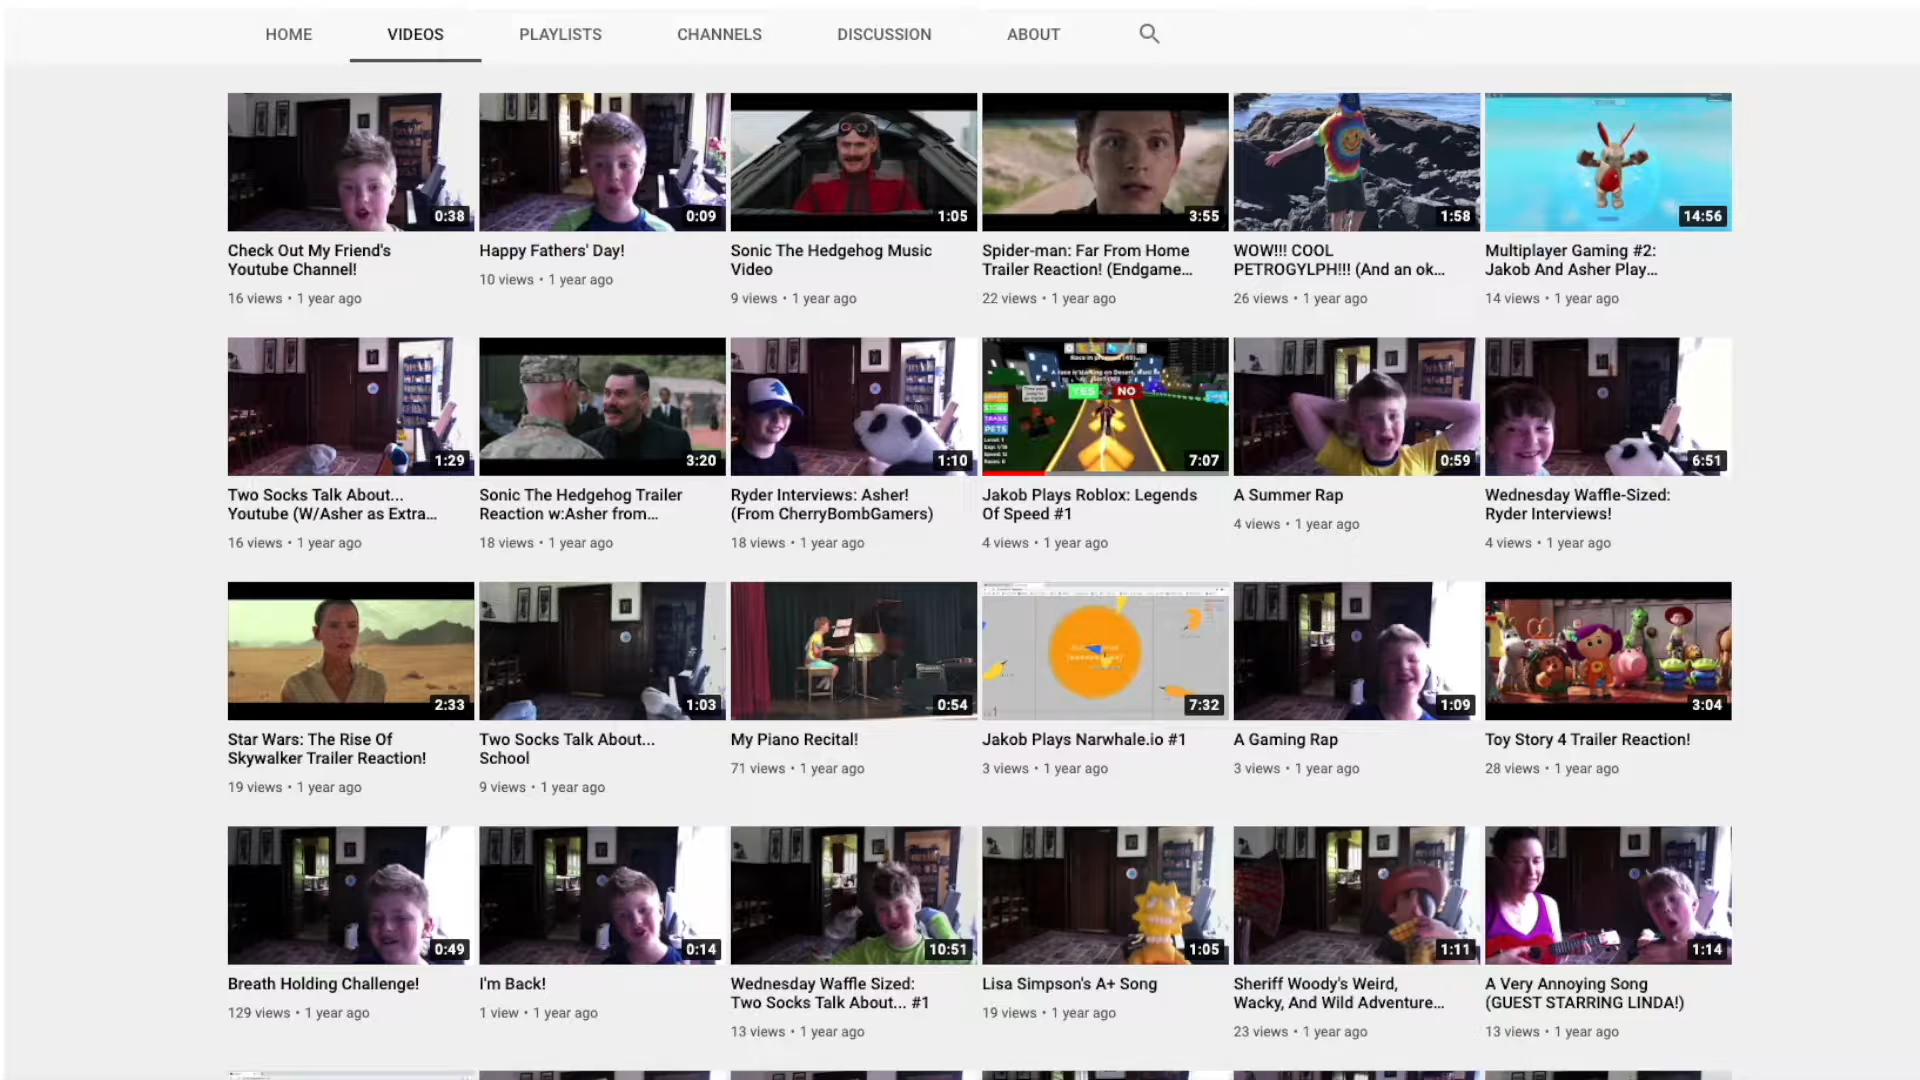 HOME VIDEOS PLAYLISTS CHANNELS DISCUSSION ABOUT
0:38 0:09 1:05 3:55 1:58 14:56
Check Out My Friend's
Youtube Channel!
16 views • 1 year ago
Happy Fathers' Day!
10 views • 1 year ago
Sonic The Hedgehog Music
Video
9 views • 1 year ago
Spider-man: Far From Home
Trailer Reaction! (Endgame...
22 views • 1 year ago
WOW!!! COOL
PETROGYLPH!!! (And an ok...
26 views • 1 year ago
Multiplayer Gaming #2:
Jakob And Asher Play...
14 views • 1 year ago
YES NO
STORE
TRAILS
PETS
1:29 3:20 1:10 7:07 0:59 6:51
Two Socks Talk About...
Youtube (W/Asher as Extra...
16 views • 1 year ago
Sonic The Hedgehog Trailer
Reaction w:Asher from...
18 views • 1 year ago
Ryder Interviews: Asher!
(From CherryBombGamers)
18 views • 1 year ago
Jakob Plays Roblox: Legends
Of Speed #1
4 views • 1 year ago
A Summer Rap
4 views • 1 year ago
Wednesday Waffle-Sized:
Ryder Interviews!
4 views • 1 year ago
2:33 1:03 0:54 7:32 1:09 3:04
Star Wars: The Rise Of
Skywalker Trailer Reaction!
19 views • 1 year ago
Two Socks Talk About...
School
9 views • 1 year ago
My Piano Recital!
71 views • 1 year ago
Jakob Plays Narwhale.io #1
3 views • 1 year ago
A Gaming Rap
3 views • 1 year ago
Toy Story 4 Trailer Reaction!
28 views • 1 year ago
0:49 0:14 10:51 1:05 1:11 1:14
Breath Holding Challenge!
129 views • 1 year ago
I'm Back!
1 view • 1 year ago
Wednesday Waffle Sized:
Two Socks Talk About... #1
13 views • 1 year ago
Lisa Simpson's A+ Song
19 views • 1 year ago
Sheriff Woody's Weird,
Wacky, And Wild Adventure...
23 views • 1 year ago
A Very Annoying Song
(GUEST STARRING LINDA!)
13 views • 1 year ago